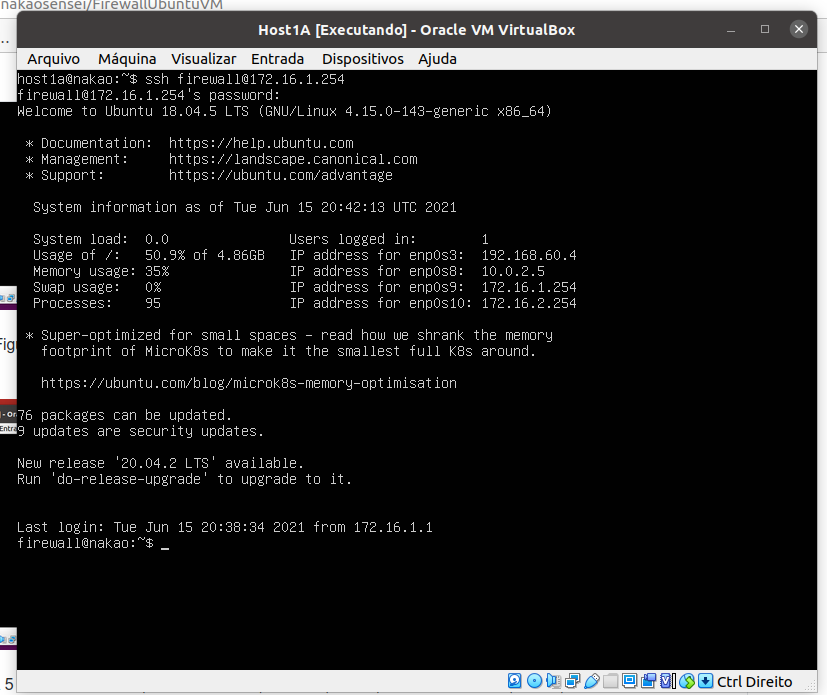 nakaosensei/FirewallUbuntuVM
Host1A [Executando] - Oracle VM VirtualBox
Arquivo Máquina Visualizar Entrada Dispositivos Ajuda
host1a@nakao:~$ ssh firewall@172.16.1.254
firewall@172.16.1.254's password:
Welcome to Ubuntu 18.04.5 LTS (GNU/Linux 4.15.0-143-generic x86_64)
* Documentation: https://help.ubuntu.com
* Management: https://landscape.canonical.com
* Support: https://ubuntu.com/advantage
System information as of Tue Jun 15 20:42:13 UTC 2021
System load: 0.0 Users logged in: 1
Usage of /: 50.9% of 4.86GB IP address for enp0s3: 192.168.60.4
Memory usage: 35% IP address for enp0s8: 10.0.2.5
Swap usage: 0% IP address for enp0s9: 172.16.1.254
Processes: 95 IP address for enp0s10: 172.16.2.254
* Super-optimized for small spaces - read how we shrank the memory
footprint of MicroK8s to make it the smallest full K8s around.
https://ubuntu.com/blog/microk8s-memory-optimisation
76 packages can be updated.
9 updates are security updates.
New release '20.04.2 LTS' available.
Run 'do-release-upgrade' to upgrade to it.
Last login: Tue Jun 15 20:38:34 2021 from 172.16.1.1
firewall@nakao:~$ _
5
Ctrl Direito